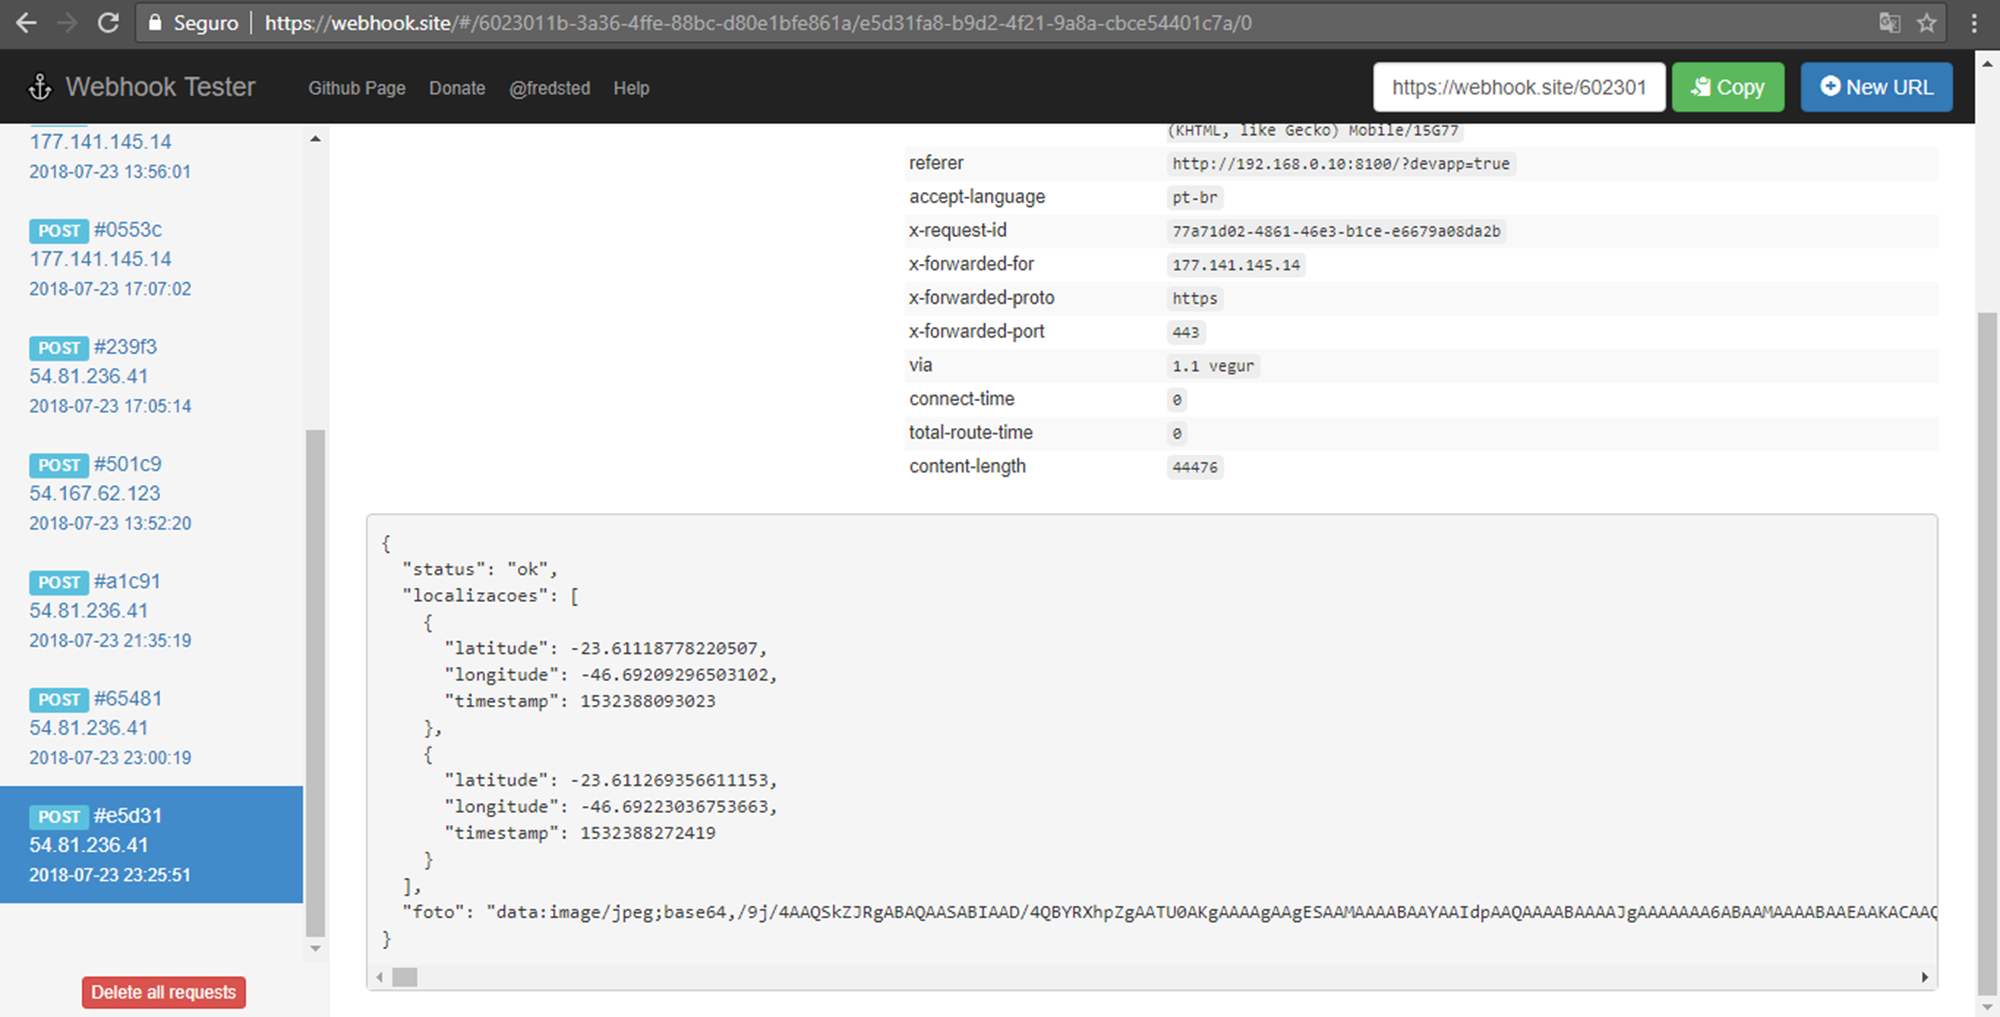 Seguro https://webhook.site/#/6023011b-3a36-4ffe-88bc-d80e1bfe861a/e5d31fa8-b9d2-4f21-9a8a-cbce54401c7a/0
Webhook Tester Github Page Donate @fredsted Help https://webhook.site/602301 Copy New URL
177.141.145.14
2018-07-23 13:56:01
POST #0553c
177.141.145.14
2018-07-23 17:07:02
POST #239f3
54.81.236.41
2018-07-23 17:05:14
POST #501c9
54.167.62.123
2018-07-23 13:52:20
POST #a1c91
54.81.236.41
2018-07-23 21:35:19
POST #65481
54.81.236.41
2018-07-23 23:00:19
POST #e5d31
54.81.236.41
2018-07-23 23:25:51
Delete all requests
(KHTML, like Gecko) Mobile/15G77
referer http://192.168.0.10:8100/?devapp=true
accept-language pt-br
x-request-id 77a71d02-4861-46e3-b1ce-e6679a08da2b
x-forwarded-for 177.141.145.14
x-forwarded-proto https
x-forwarded-port 443
via 1.1 vegur
connect-time 0
total-route-time 0
content-length 44476
{
"status": "ok",
"localizacoes": [
{
"latitude": -23.61118778220507,
"longitude": -46.69209296503102,
"timestamp": 1532388093023
},
{
"latitude": -23.611269356611153,
"longitude": -46.69223036753663,
"timestamp": 1532388272419
}
],
"foto": "data:image/jpeg;base64,/9j/4AAQSkZJRgABAQAASABIAAD/4QBYRXhpZgAATU0AKgAAAAgAAgESAAMAAAABAAYAAIdpAAQAAAABAAAAJgAAAAAAA6ABAAMAAAABAAEAAKACAAQ
}